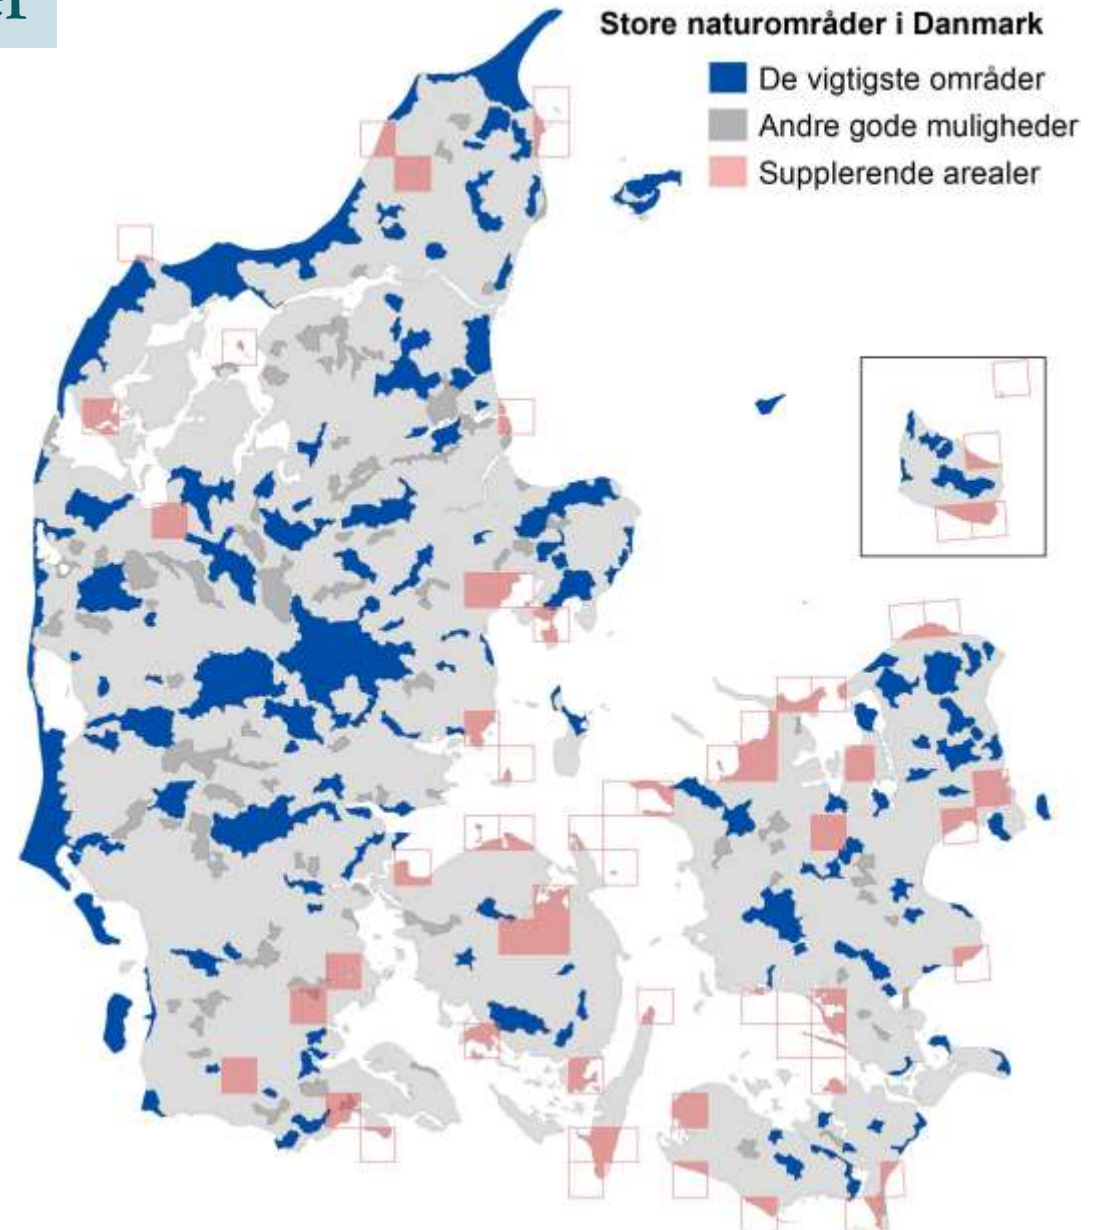 Store naturområder i Danmark
De vigtigste områder
Andre gode muligheder
Supplerende arealer